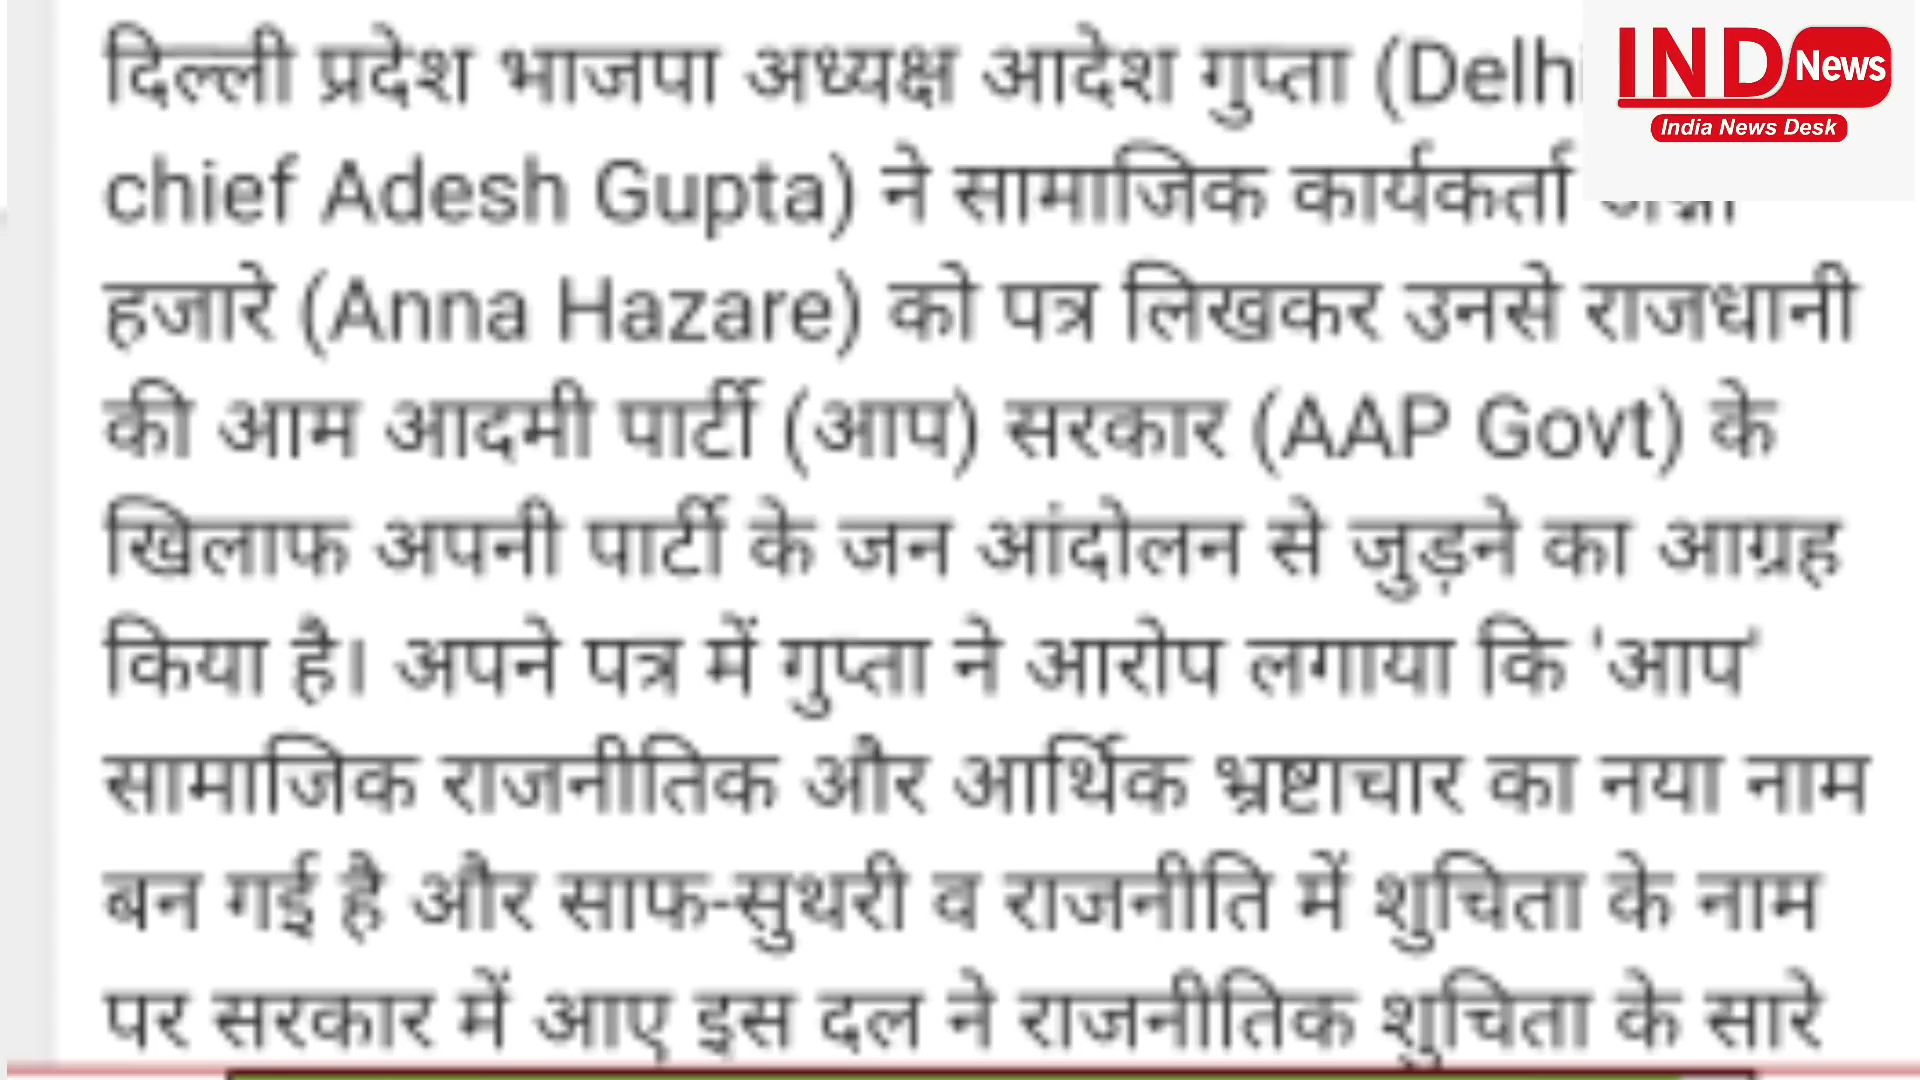 दिल्ली प्रदेश भाजपा अध्यक्ष आदेश गुप्ता (Delhi
chief Adesh Gupta) ने सामाजिक कार्यकर्ता
हजारे (Anna Hazare) को पत्र लिखकर उनसे राजधानी
की आम आदमी पार्टी (आप) सरकार (AAP Govt) के
खिलाफ अपनी पार्टी के जन आंदोलन से जुड़ने का आग्रह
किया है। अपने पत्र में गुप्ता ने आरोप लगाया कि 'आप'
सामाजिक राजनीतिक और आर्थिक भ्रष्टाचार का नया नाम
बन गई है और साफ-सुथरी व राजनीति में शुचिता के नाम
पर सरकार में आए इस दल ने राजनीतिक शुचिता के सारे
IND News
India News Desk